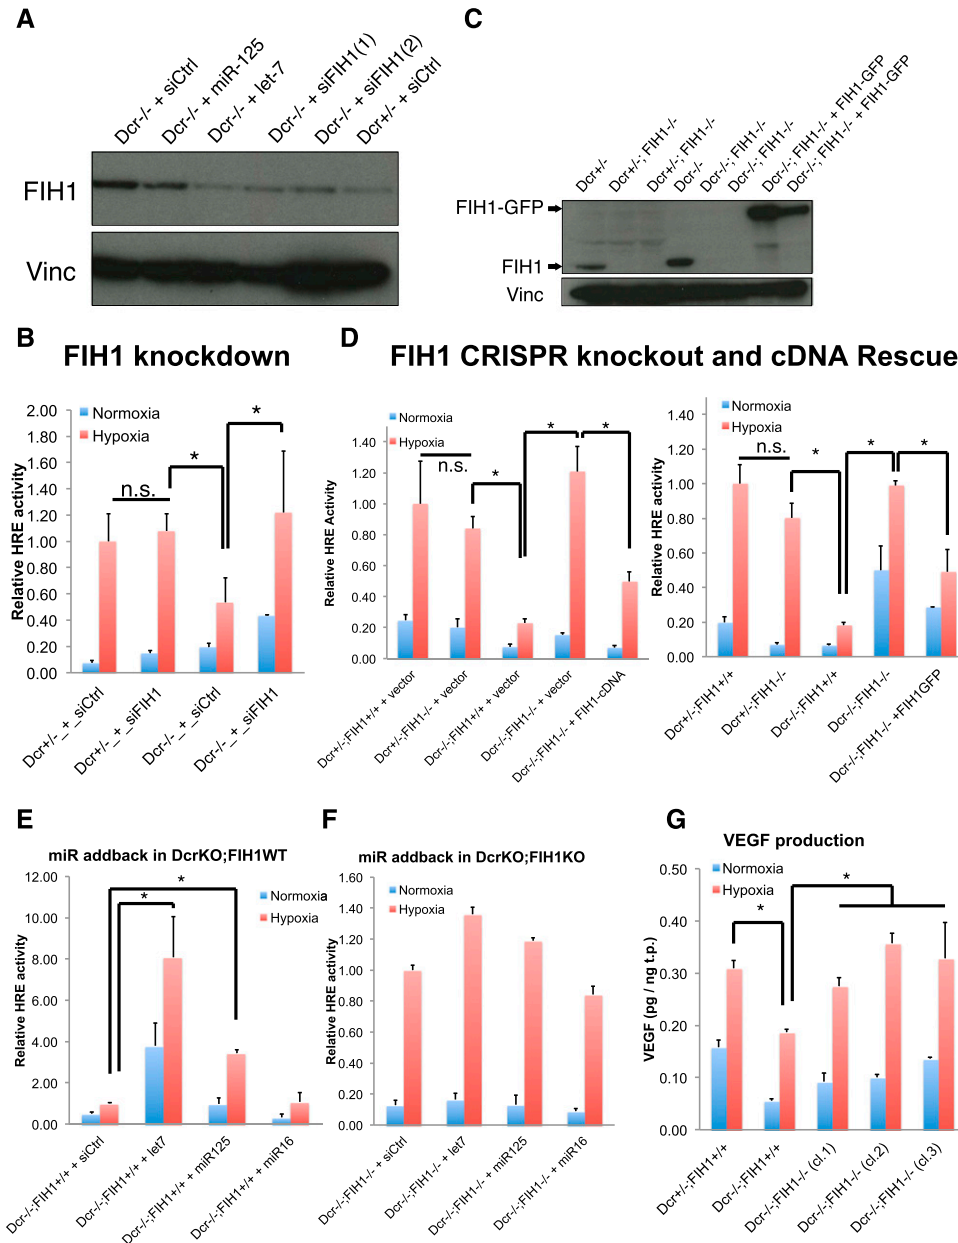 A
Dcr-/- + siCtrl
Dcr-/- + miR-125
Dcr-/- + let-7
Dcr-/- + siFIH1(1)
Dcr-/- + siFIH1(2)
Dcr+/- + siCtrl
FIH1
Vinc
C
Dcr+/-
Dcr+/-; FIH1-/-
Dcr+/-; FIH1-/-
Dcr-/-
Dcr-/-; FIH1-/-
Dcr-/-; FIH1-/-
Dcr-/-; FIH1-/- + FIH1-GFP
Dcr-/-; FIH1-/- + FIH1-GFP
FIH1-GFP
FIH1
Vinc
B
FIH1 knockdown
Normoxia
Hypoxia
Relative HRE activity
2.00
1.80
1.60
1.40
1.20
1.00
0.80
0.60
0.40
0.20
0.00
n.s.
*
*
Dcr+/-_+_siCtrl
Dcr+/-_+_siFIH1
Dcr-/-_+_siCtrl
Dcr-/-_+_siFIH1
D
FIH1 CRISPR knockout and cDNA Rescue
Normoxia
Hypoxia
Relative HRE Activity
1.40
1.20
1.00
0.80
0.60
0.40
0.20
0.00
n.s.
*
*
*
Dcr+/-;FIH1+/+ + vector
Dcr+/-;FIH1-/- + vector
Dcr-/-;FIH1+/+ + vector
Dcr-/-;FIH1-/- + vector
Dcr-/-;FIH1-/- + FIH1-cDNA
Normoxia
Hypoxia
Relative HRE activity
1.40
1.20
1.00
0.80
0.60
0.40
0.20
0.00
n.s.
*
*
*
Dcr+/-;FIH1+/+
Dcr+/-;FIH1-/-
Dcr-/-;FIH1+/+
Dcr-/-;FIH1-/-
Dcr-/-;FIH1-/- +FIH1GFP
E
miR addback in DcrKO;FIH1WT
Normoxia
Hypoxia
Relative HRE activity
12.00
10.00
8.00
6.00
4.00
2.00
0.00
*
*
Dcr-/-;FIH1+/+ + siCtrl
Dcr-/-;FIH1+/+ + let7
Dcr-/-;FIH1+/+ + miR125
Dcr-/-;FIH1+/+ + miR16
F
miR addback in DcrKO;FIH1KO
Normoxia
Hypoxia
Relative HRE activity
1.60
1.40
1.20
1.00
0.80
0.60
0.40
0.20
0.00
Dcr-/-;FIH1-/- + siCtrl
Dcr-/-;FIH1-/- + let7
Dcr-/-;FIH1-/- + miR125
Dcr-/-;FIH1-/- + miR16
G
VEGF production
Normoxia
Hypoxia
VEGF (pg / ng t.p.)
0.50
0.40
0.30
0.20
0.10
0.00
*
*
Dcr+/-;FIH1+/+
Dcr-/-;FIH1+/+
Dcr-/-;FIH1-/- (cl.1)
Dcr-/-;FIH1-/- (cl.2)
Dcr-/-;FIH1-/- (cl.3)